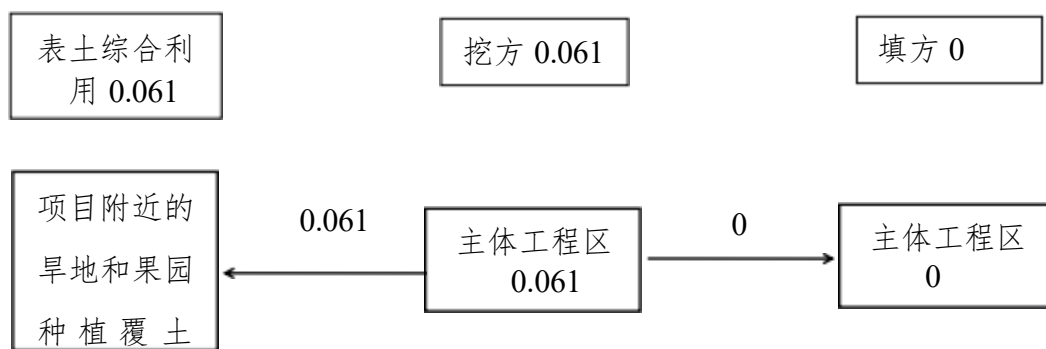 表土综合利
用 0.061
挖方 0.061
填方 0
项目附近的
旱地和果园
种植覆土
0.061
主体工程区
0.061
0
主体工程区
0